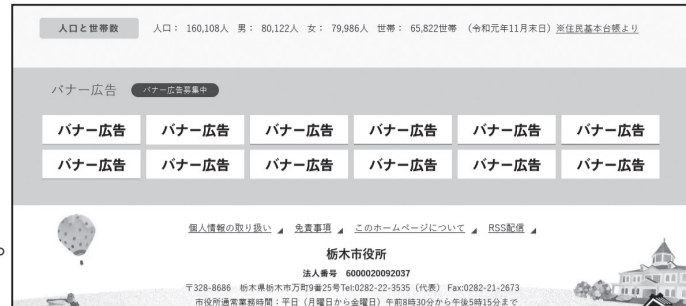 人口と世帯数 人口： 160,108人 男： 80,122人 女： 79,986人 世帯： 65,822世帯 （令和元年11月末日） ※住民基本台帳より
バナー広告 バナー広告募集中
バナー広告 バナー広告 バナー広告 バナー広告 バナー広告 バナー広告
バナー広告 バナー広告 バナー広告 バナー広告 バナー広告 バナー広告
個人情報の取り扱い 免責事項 このホームページについて RSS配信
栃木市役所
法人番号 6000020092037
〒328-8686 栃木県栃木市万町9番25号Tel:0282-22-3535（代表） Fax:0282-21-2673
市役所通常業務時間：平日（月曜日から金曜日）午前8時30分から午後5時15分まで